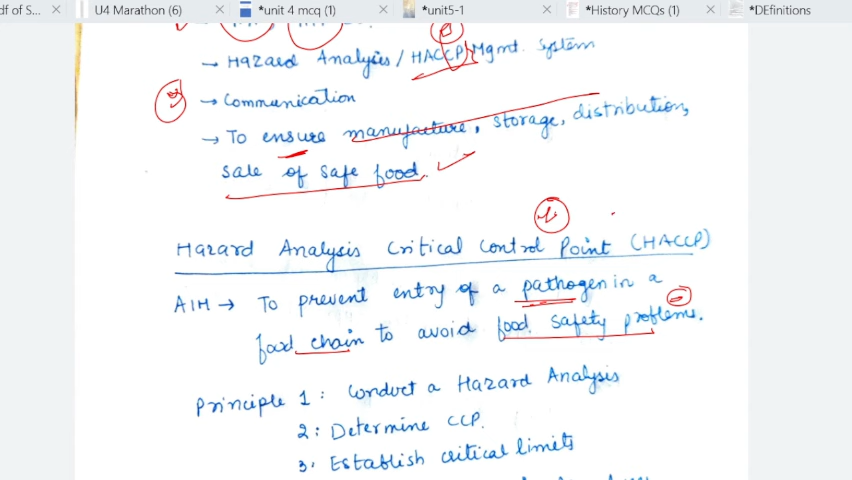 df of S...
U4 Marathon (6)
*unit 4 mcq (1)
*unit5-1
*History MCQs (1)
*DEfinitions
→ Hazard Analysis / HACCP Mgmt. System
→ Communication
→ To ensure manufacture, storage, distribution,
sale of safe food.
Hazard Analysis Critical Control Point (HACCP)
AIM → To prevent entry of a pathogen in a
food chain to avoid food safety problems.
Principle 1: Conduct a Hazard Analysis
2: Determine CCP.
3. Establish critical limits